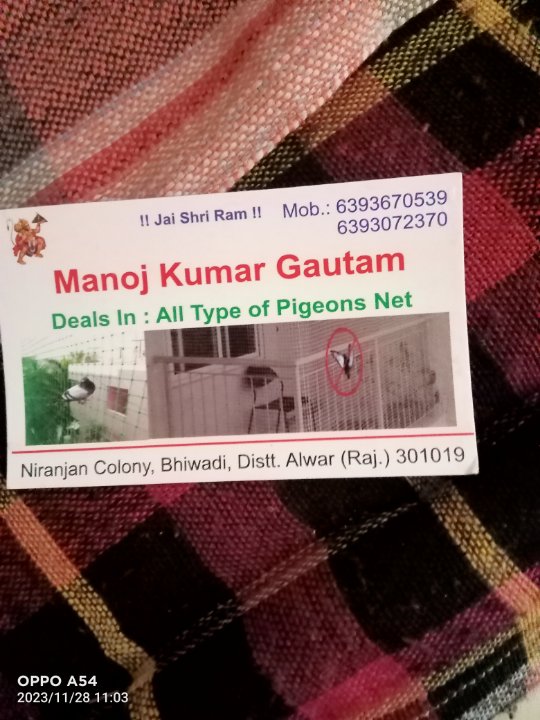 !! Jai Shri Ram !! Mob.: 6393670539
6393072370
Manoj Kumar Gautam
Deals In : All Type of Pigeons Net
Niranjan Colony, Bhiwadi, Distt. Alwar (Raj.) 301019
OPPO A54
2023/11/28 11:03